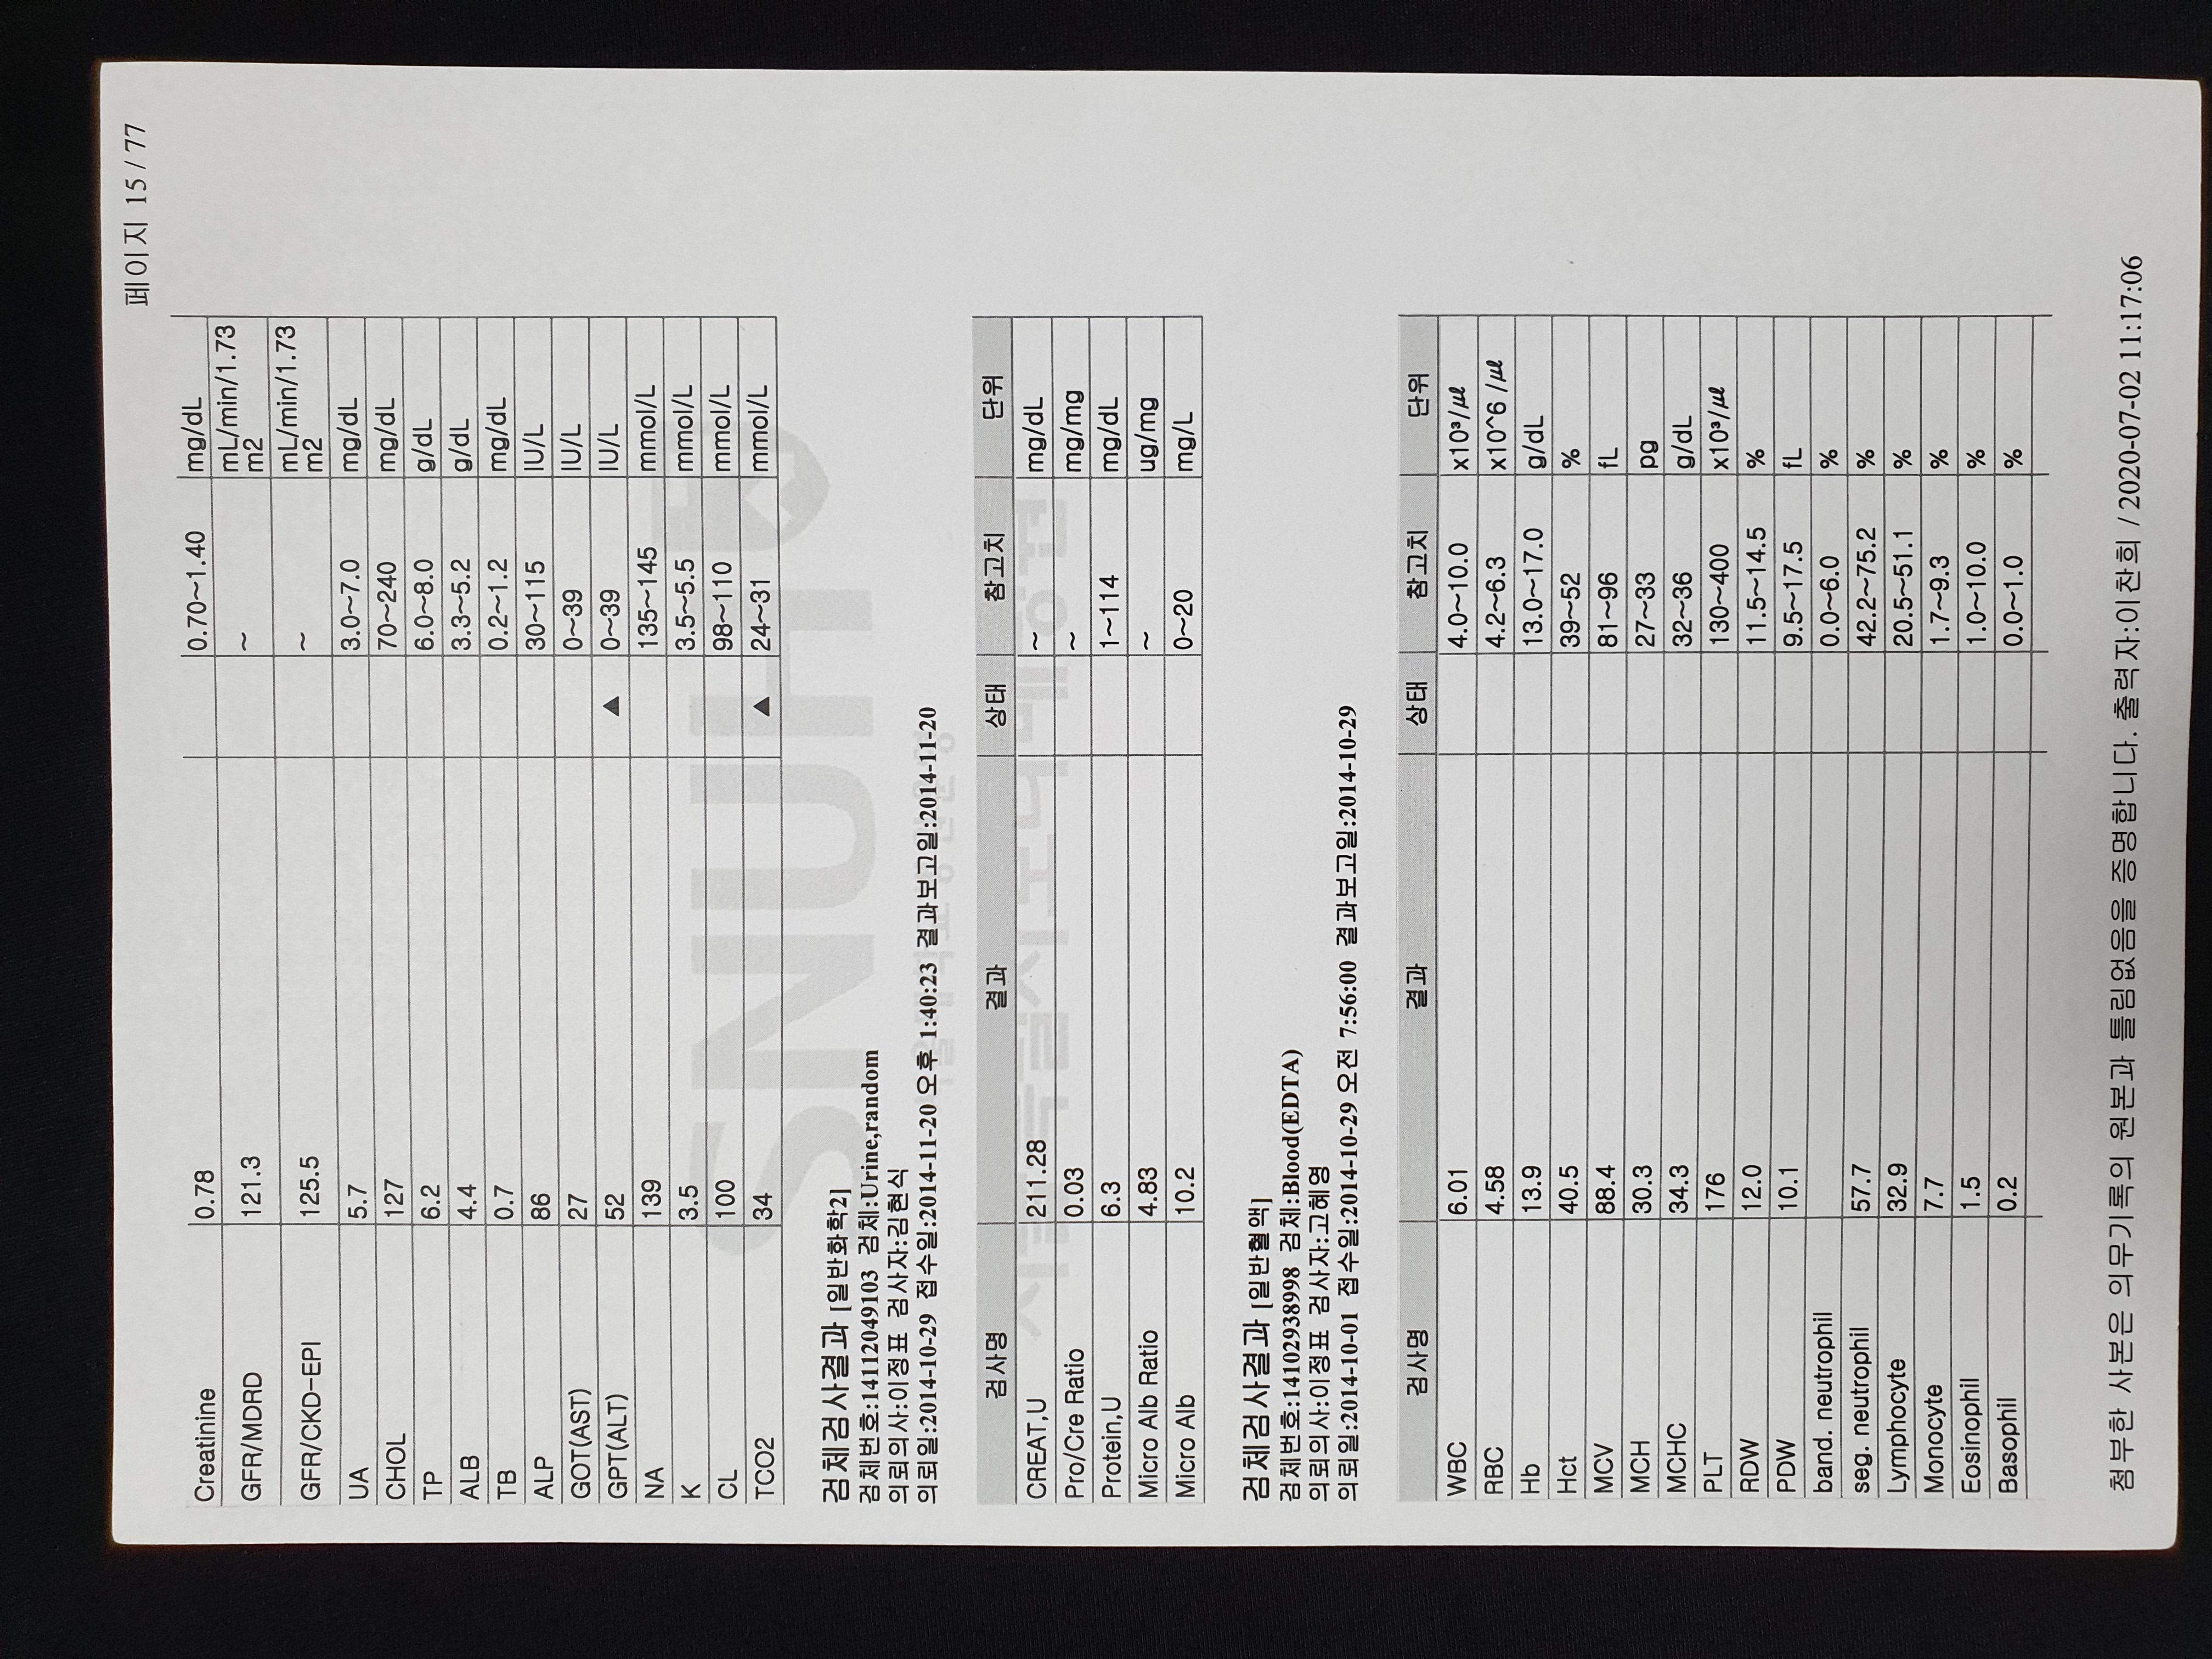 페이지 15 / 77
Creatinine 0.78 0.70~1.40 mg/dL
GFR/MDRD 121.3 ~ mL/min/1.73 m2
GFR/CKD-EPI 125.5 ~ mL/min/1.73 m2
UA 5.7 3.0~7.0 mg/dL
CHOL 127 70~240 mg/dL
TP 6.2 6.0~8.0 g/dL
ALB 4.4 3.3~5.2 g/dL
TB 0.7 0.2~1.2 mg/dL
ALP 86 30~115 IU/L
GOT(AST) 27 0~39 IU/L
GPT(ALT) 52 ▲ 0~39 IU/L
NA 139 135~145 mmol/L
K 3.5 3.5~5.5 mmol/L
CL 100 98~110 mmol/L
TCO2 34 ▲ 24~31 mmol/L
SNUH
검체검사결과 [일반화학2]
검체번호:14112049103 검체:Urine,random
의뢰의사:이정표 검사자:김현식
의뢰일:2014-10-29 접수일:2014-11-20 오후 1:40:23 결과보고일:2014-11-20
서울대학교병원운영
검사명 결과 상태 참고치 단위
서울특별시보라매병원
CREAT,U 211.28 ~ mg/dL
Pro/Cre Ratio 0.03 ~ mg/mg
Protein,U 6.3 1~114 mg/dL
Micro Alb Ratio 4.83 ~ ug/mg
Micro Alb 10.2 0~20 mg/L
검체검사결과 [일반혈액]
검체번호:14102938998 검체:Blood(EDTA)
의뢰의사:이정표 검사자:고혜영
의뢰일:2014-10-01 접수일:2014-10-29 오전 7:56:00 결과보고일:2014-10-29
검사명 결과 상태 참고치 단위
WBC 6.01 4.0~10.0 x10³/㎕
RBC 4.58 4.2~6.3 x10^6 /㎕
Hb 13.9 13.0~17.0 g/dL
Hct 40.5 39~52 %
MCV 88.4 81~96 fL
MCH 30.3 27~33 pg
MCHC 34.3 32~36 g/dL
PLT 176 130~400 x10³/㎕
RDW 12.0 11.5~14.5 %
PDW 10.1 9.5~17.5 fL
band. neutrophil 0.0~6.0 %
seg. neutrophil 57.7 42.2~75.2 %
Lymphocyte 32.9 20.5~51.1 %
Monocyte 7.7 1.7~9.3 %
Eosinophil 1.5 1.0~10.0 %
Basophil 0.2 0.0~1.0 %
첨부한 사본은 의무기록의 원본과 틀림없음을 증명합니다. 출력자:이찬희 / 2020-07-02 11:17:06